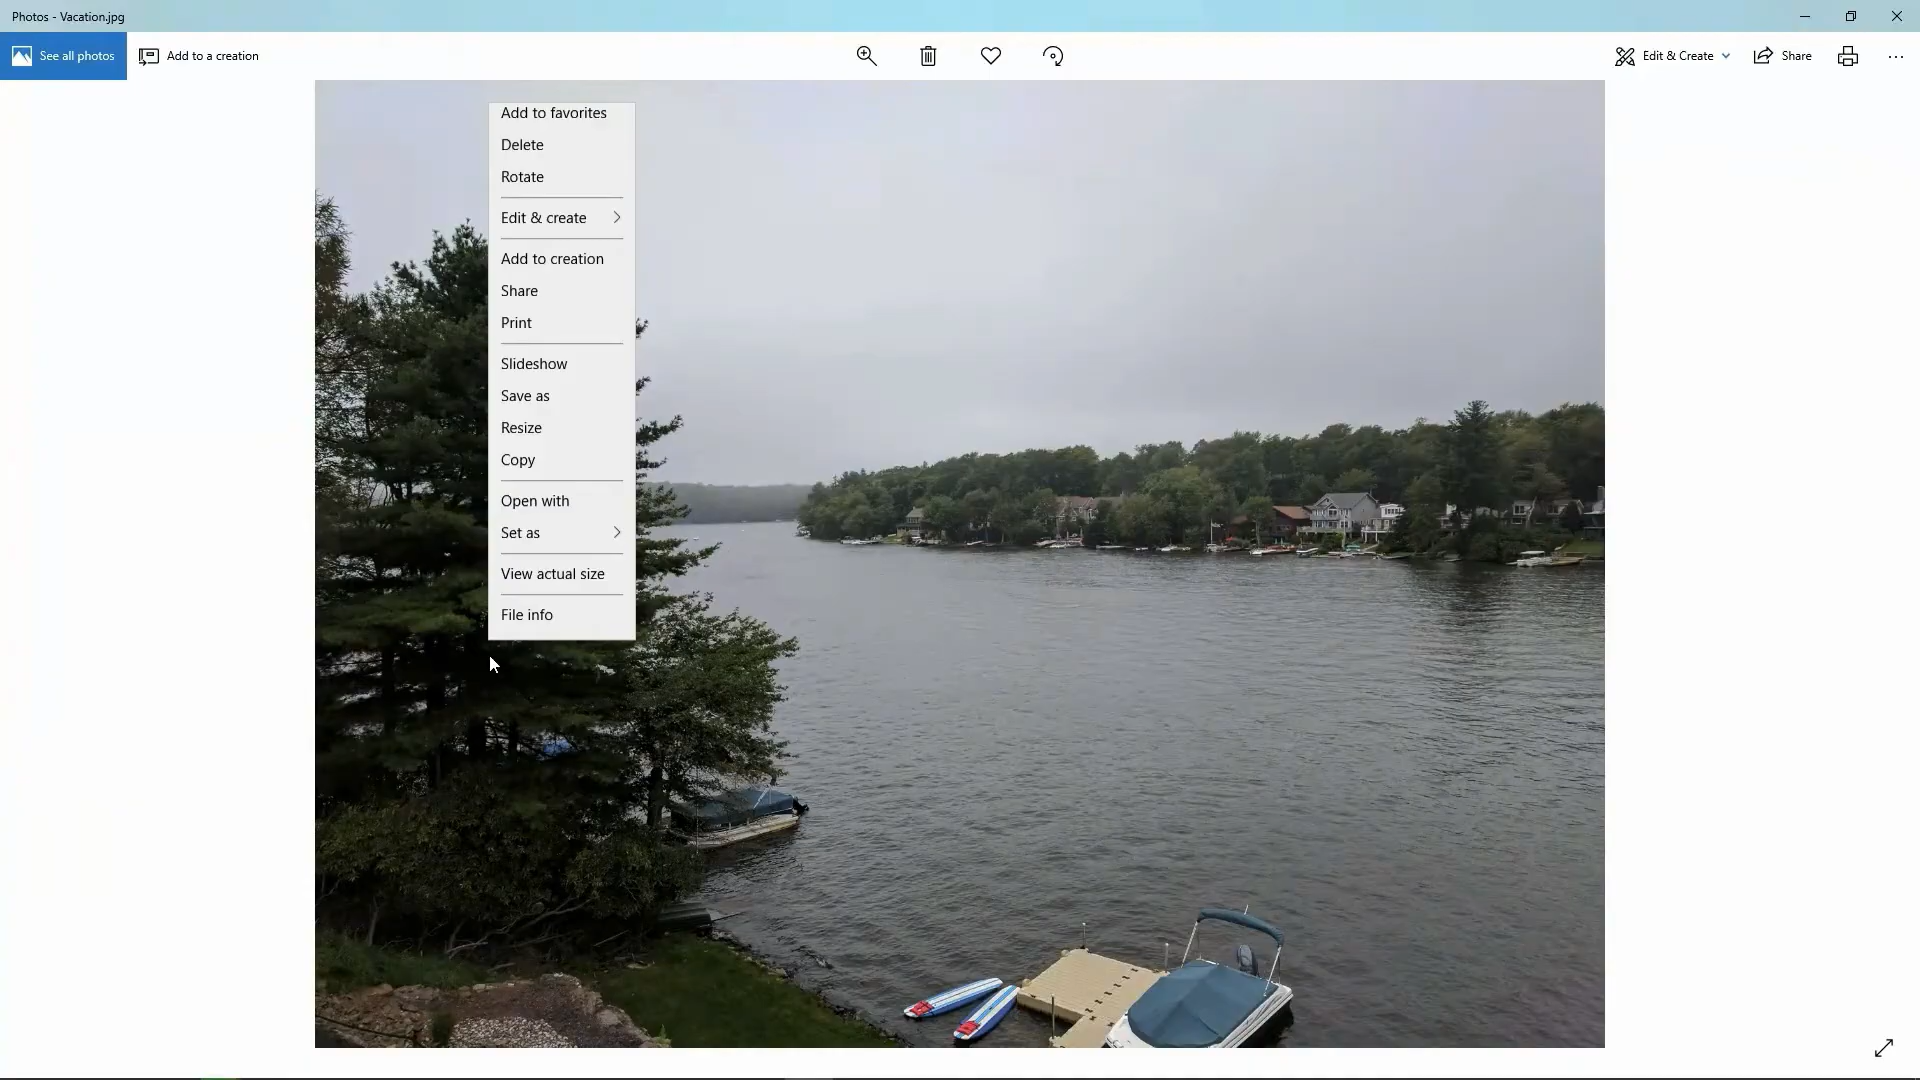 Photos - Vacation.jpg
See all photos
Add to a creation
Edit & Create
Share
Add to favorites
Delete
Rotate
Edit & create
Add to creation
Share
Print
Slideshow
Save as
Resize
Copy
Open with
Set as
View actual size
File info